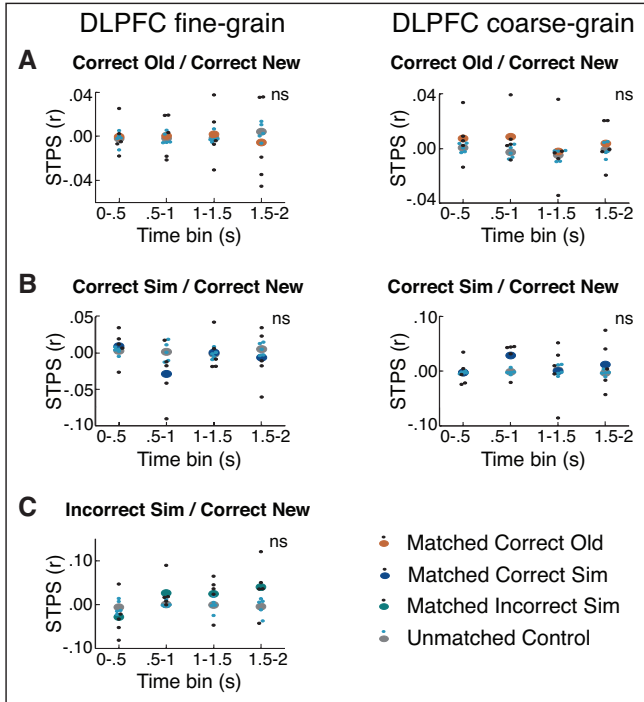 DLPFC fine-grain
DLPFC coarse-grain
A
Correct Old / Correct New
Correct Old / Correct New
.04
.00
-.04
STPS (r)
ns
0-.5 .5-1 1-1.5 1.5-2
Time bin (s)
.04
.00
-.04
STPS (r)
ns
0-.5 .5-1 1-1.5 1.5-2
Time bin (s)
B
Correct Sim / Correct New
Correct Sim / Correct New
.05
.00
-.05
-.10
STPS (r)
ns
0-.5 .5-1 1-1.5 1.5-2
Time bin (s)
.10
.00
-.10
STPS (r)
ns
0-.5 .5-1 1-1.5 1.5-2
Time bin (s)
C
Incorrect Sim / Correct New
.10
.00
-.10
STPS (r)
ns
0-.5 .5-1 1-1.5 1.5-2
Time bin (s)
Matched Correct Old
Matched Correct Sim
Matched Incorrect Sim
Unmatched Control